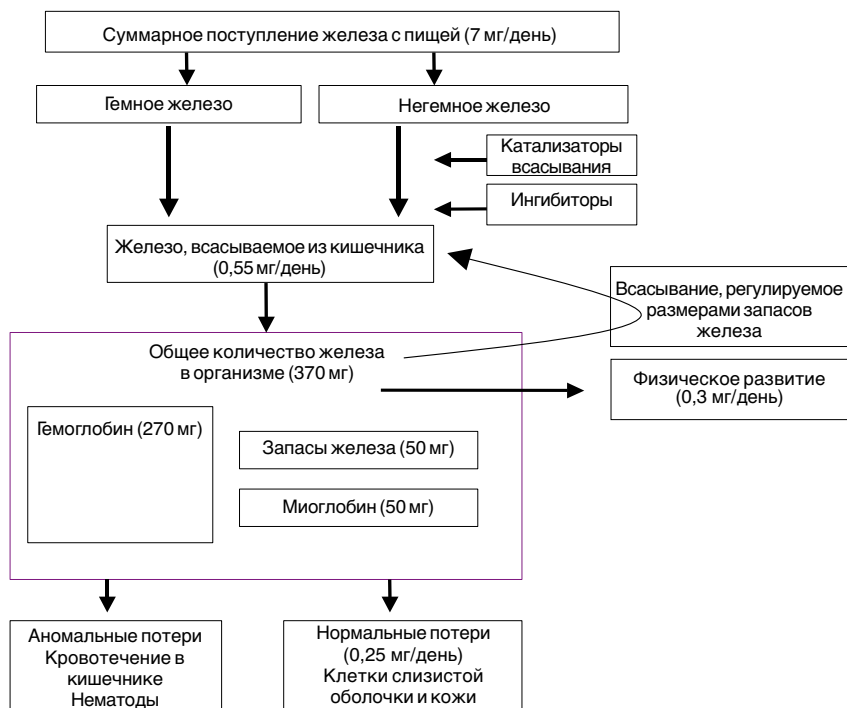 Суммарное поступление железа с пищей (7 мг/день)
Гемное железо
Негемное железо
Катализаторы
всасывания
Ингибиторы
Железо, всасываемое из кишечника
(0,55 мг/день)
Всасывание, регулируемое
размерами запасов
железа
Общее количество железа
в организме (370 мг)
Физическое развитие
(0,3 мг/день)
Гемоглобин (270 мг)
Запасы железа (50 мг)
Миоглобин (50 мг)
Аномальные потери
Кровотечение в
кишечнике
Нематоды
Нормальные потери
(0,25 мг/день)
Клетки слизистой
оболочки и кожи